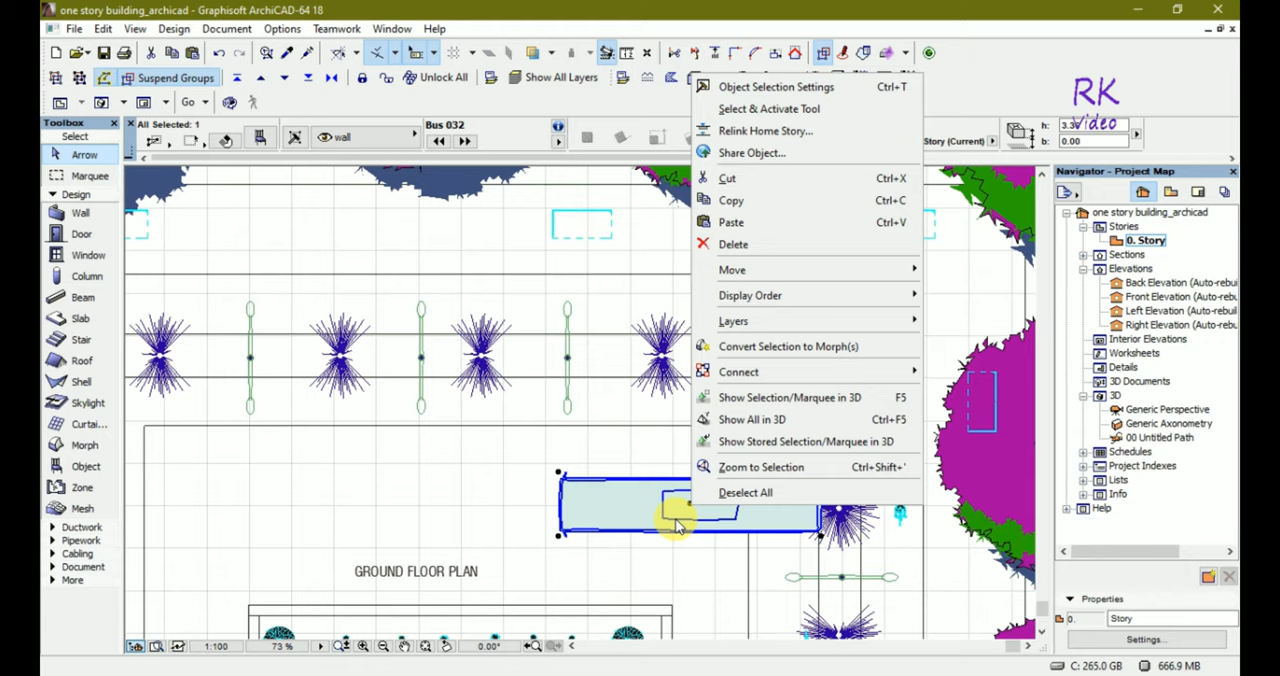 one story building_archicad - Graphisoft ArchiCAD-64 18
File Edit View Design Document Options Teamwork Window Help
Suspend Groups
Unlock All
Show All Layers
Go
RK
Video
Toolbox
Select
Arrow
Marquee
Design
Wall
Door
Window
Column
Beam
Slab
Stair
Roof
Shell
Skylight
Curtai...
Morph
Object
Zone
Mesh
Ductwork
Pipework
Cabling
Document
More
All Selected: 1
wall
Bus 032
Story (Current)
h:
b: 0.00
Object Selection Settings Ctrl+T
Select & Activate Tool
Relink Home Story...
Share Object...
Cut Ctrl+X
Copy Ctrl+C
Paste Ctrl+V
Delete
Move
Display Order
Layers
Convert Selection to Morph(s)
Connect
Show Selection/Marquee in 3D F5
Show All in 3D Ctrl+F5
Show Stored Selection/Marquee in 3D
Zoom to Selection Ctrl+Shift+'
Deselect All
GROUND FLOOR PLAN
1:100 73 % 0.00°
Navigator - Project Map
one story building_archicad
Stories
0. Story
Sections
Elevations
Back Elevation (Auto-rebu
Front Elevation (Auto-rebu
Left Elevation (Auto-rebui
Right Elevation (Auto-rebu
Interior Elevations
Worksheets
Details
3D Documents
3D
Generic Perspective
Generic Axonometry
00 Untitled Path
Schedules
Project Indexes
Lists
Info
Help
Properties
0. Story
Settings...
C: 265.0 GB 666.9 MB